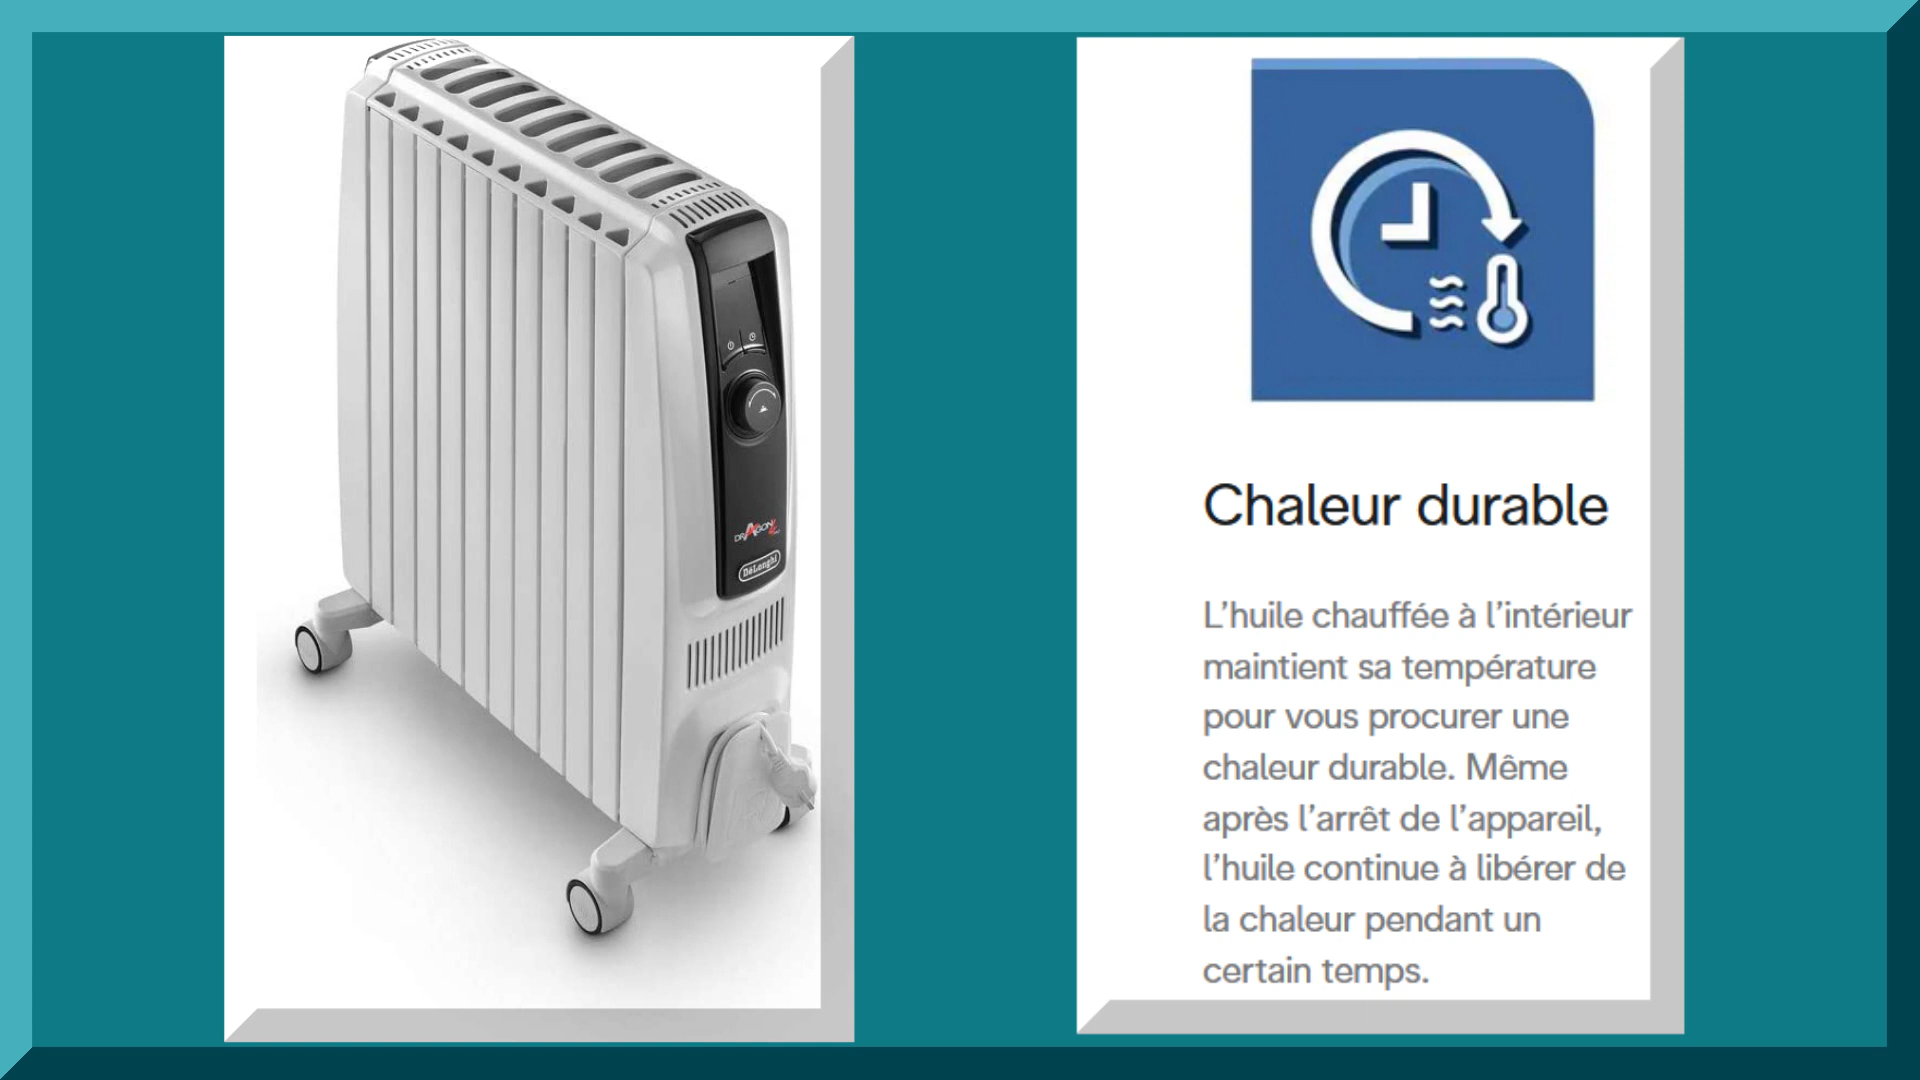 DRAGON
DeLonghi
Chaleur durable
L’huile chauffée à l’intérieur
maintient sa température
pour vous procurer une
chaleur durable. Même
après l’arrêt de l’appareil,
l’huile continue à libérer de
la chaleur pendant un
certain temps.